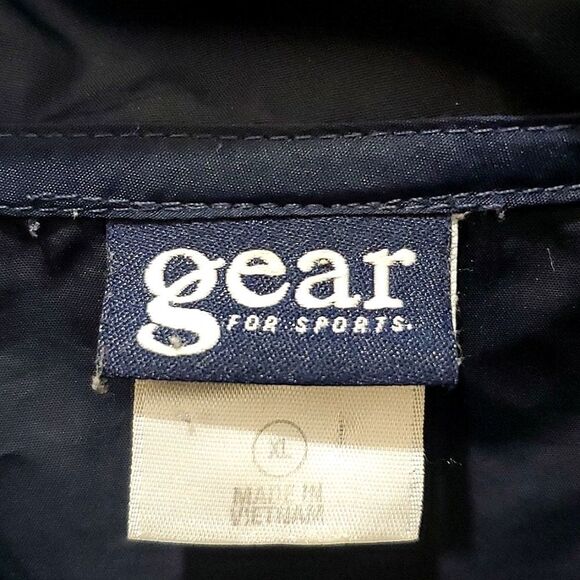 gear
FOR SPORTS.
XL
MADE IN
VIETNAM